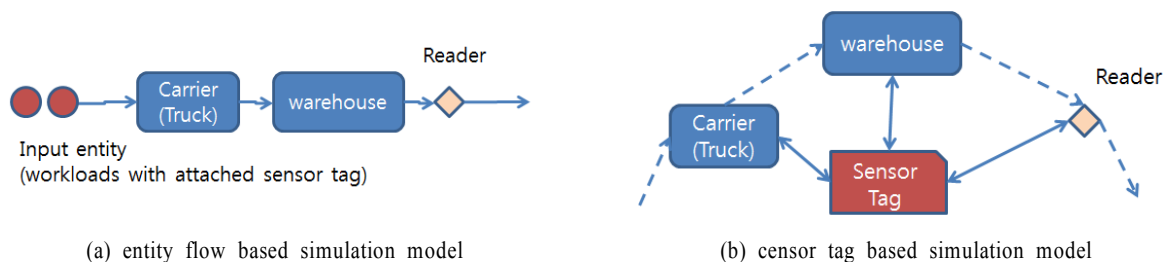 Reader
Carrier
(Truck)
warehouse
Input entity
(workloads with attached sensor tag)
(a) entity flow based simulation model
warehouse
Reader
Carrier
(Truck)
Sensor
Tag
(b) censor tag based simulation model